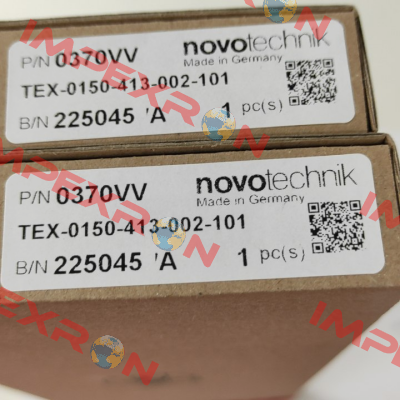 P/N 0370VV novotechnik
Made in Germany
TEX-0150-413-002-101
B/N 225045 'A 1 pc(s)
P/N 0370VV novotechnik
Made in Germany
TEX-0150-413-002-101
B/N 225045 'A 1 pc(s)
IMPEXRON
IMPEXRON